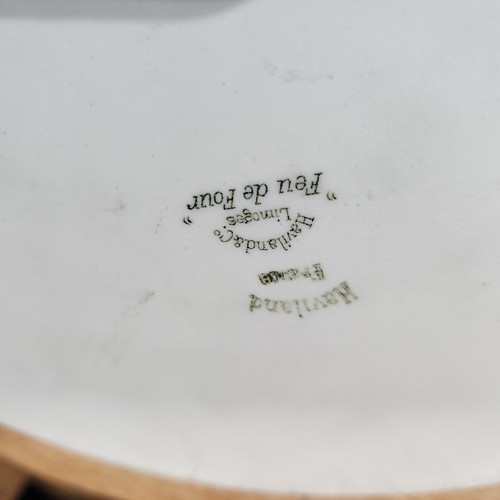 Haviland
France
Haviland & Co.
Limoges
"Feu de Four"